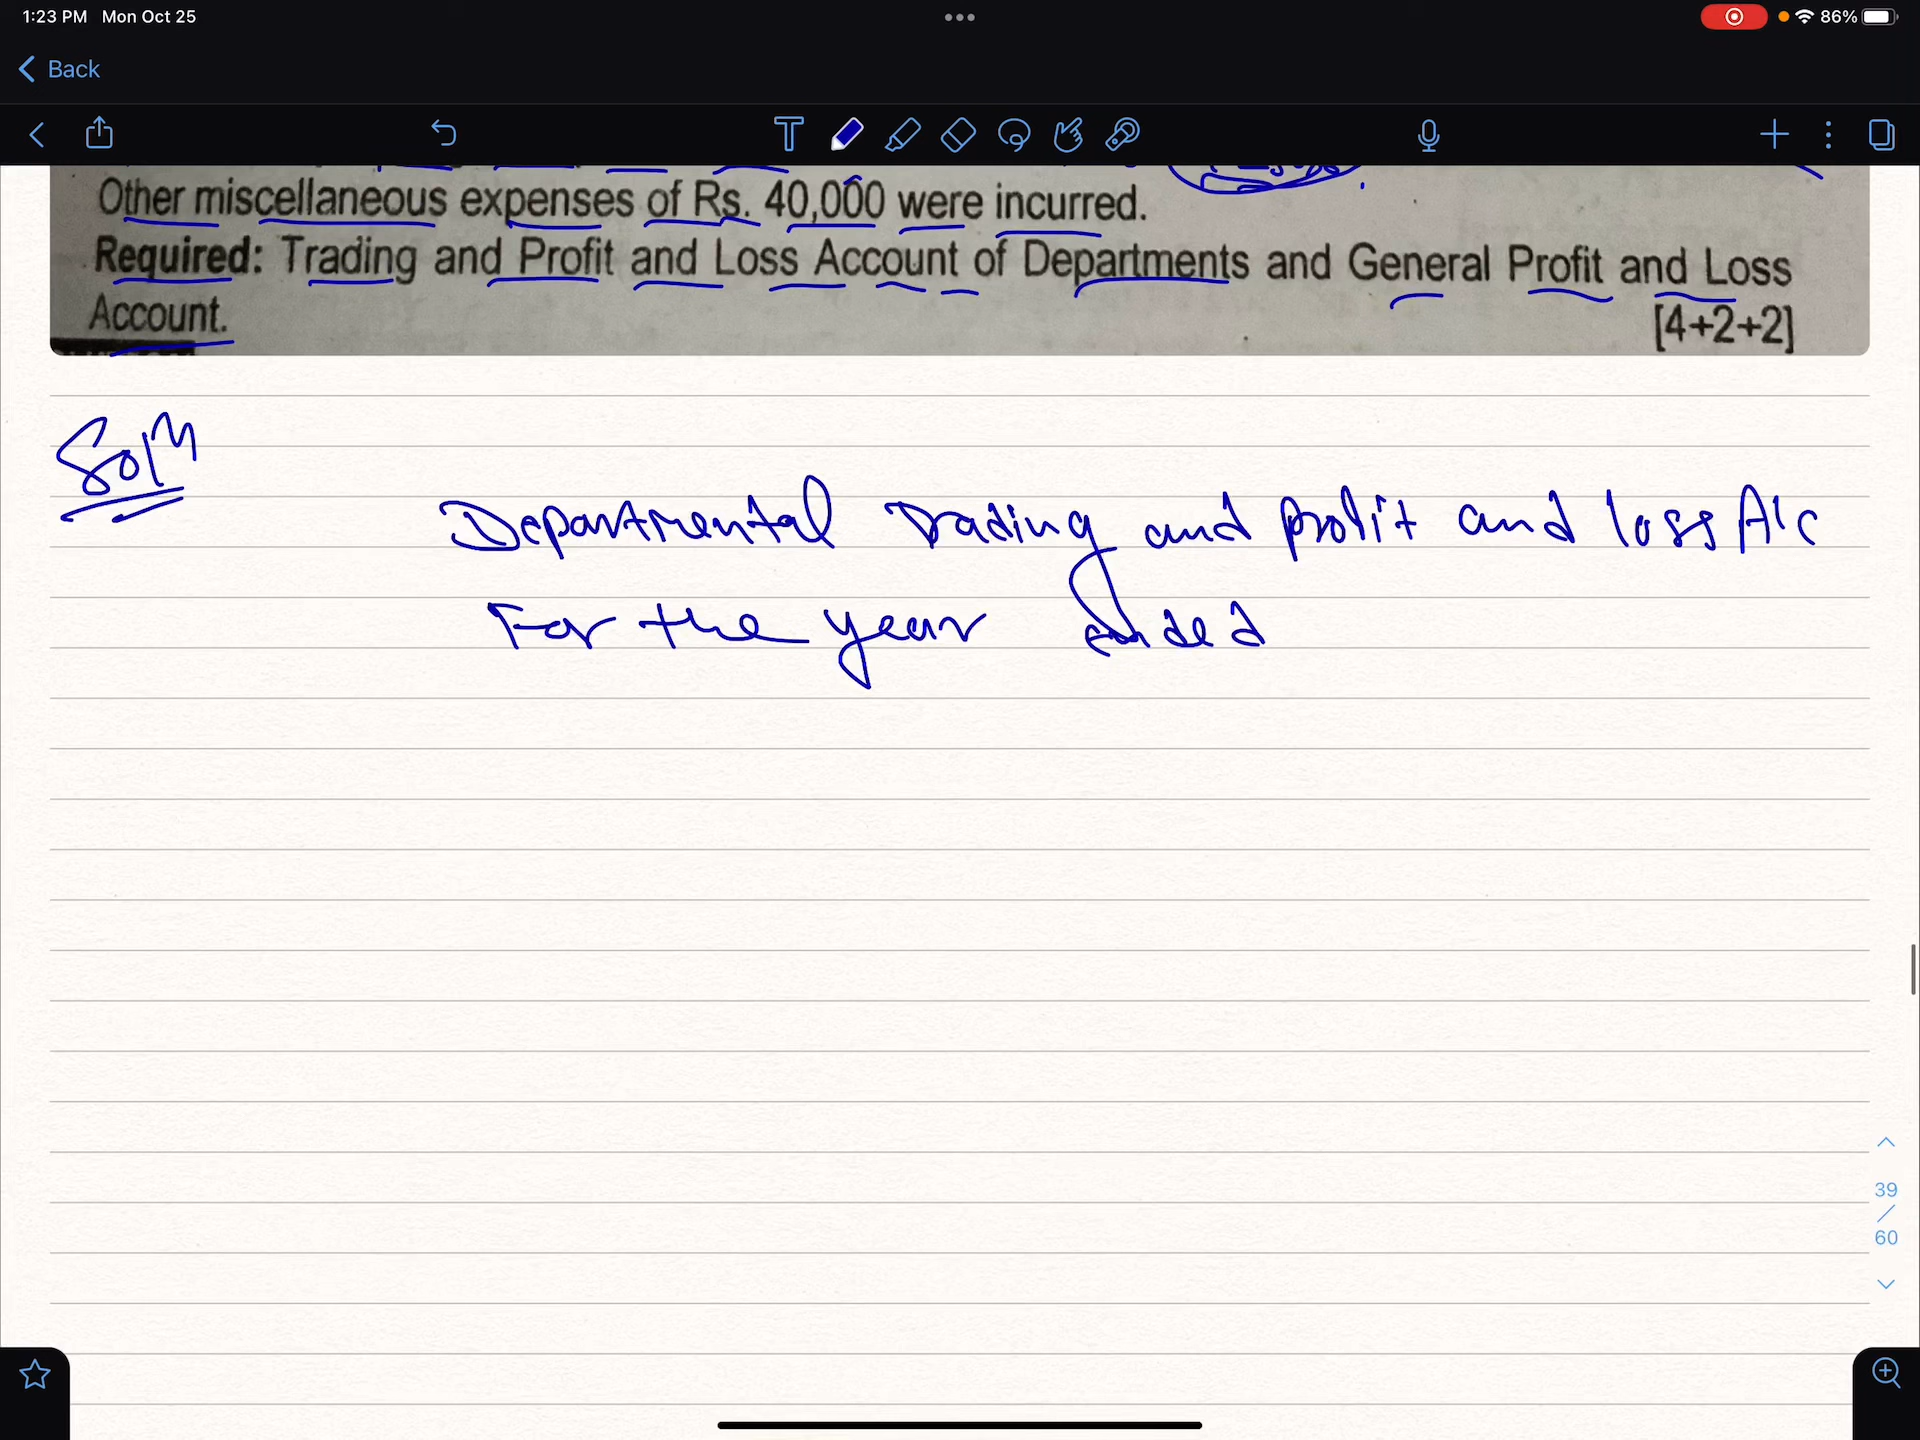 1:23 PM Mon Oct 25
86%
Back
Other miscellaneous expenses of Rs. 40,000 were incurred.
Required: Trading and Profit and Loss Account of Departments and General Profit and Loss
Account.
[4+2+2]
Soln
Departmental Trading and profit and loss A/c
For the year ended
39
60